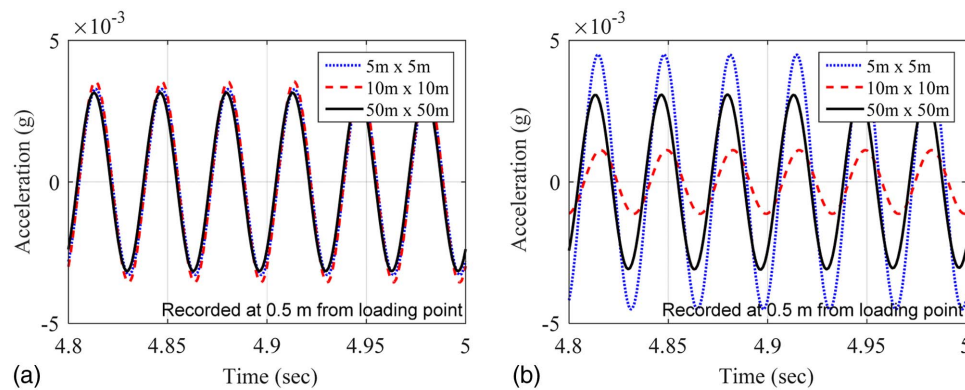 ×10⁻³
5
0
-5
Acceleration (g)
5m x 5m
10m x 10m
50m x 50m
Recorded at 0.5 m from loading point
4.8
4.85
4.9
4.95
5
Time (sec)
(a)
×10⁻³
5
0
-5
Acceleration (g)
5m x 5m
10m x 10m
50m x 50m
Recorded at 0.5 m from loading point
4.8
4.85
4.9
4.95
5
Time (sec)
(b)